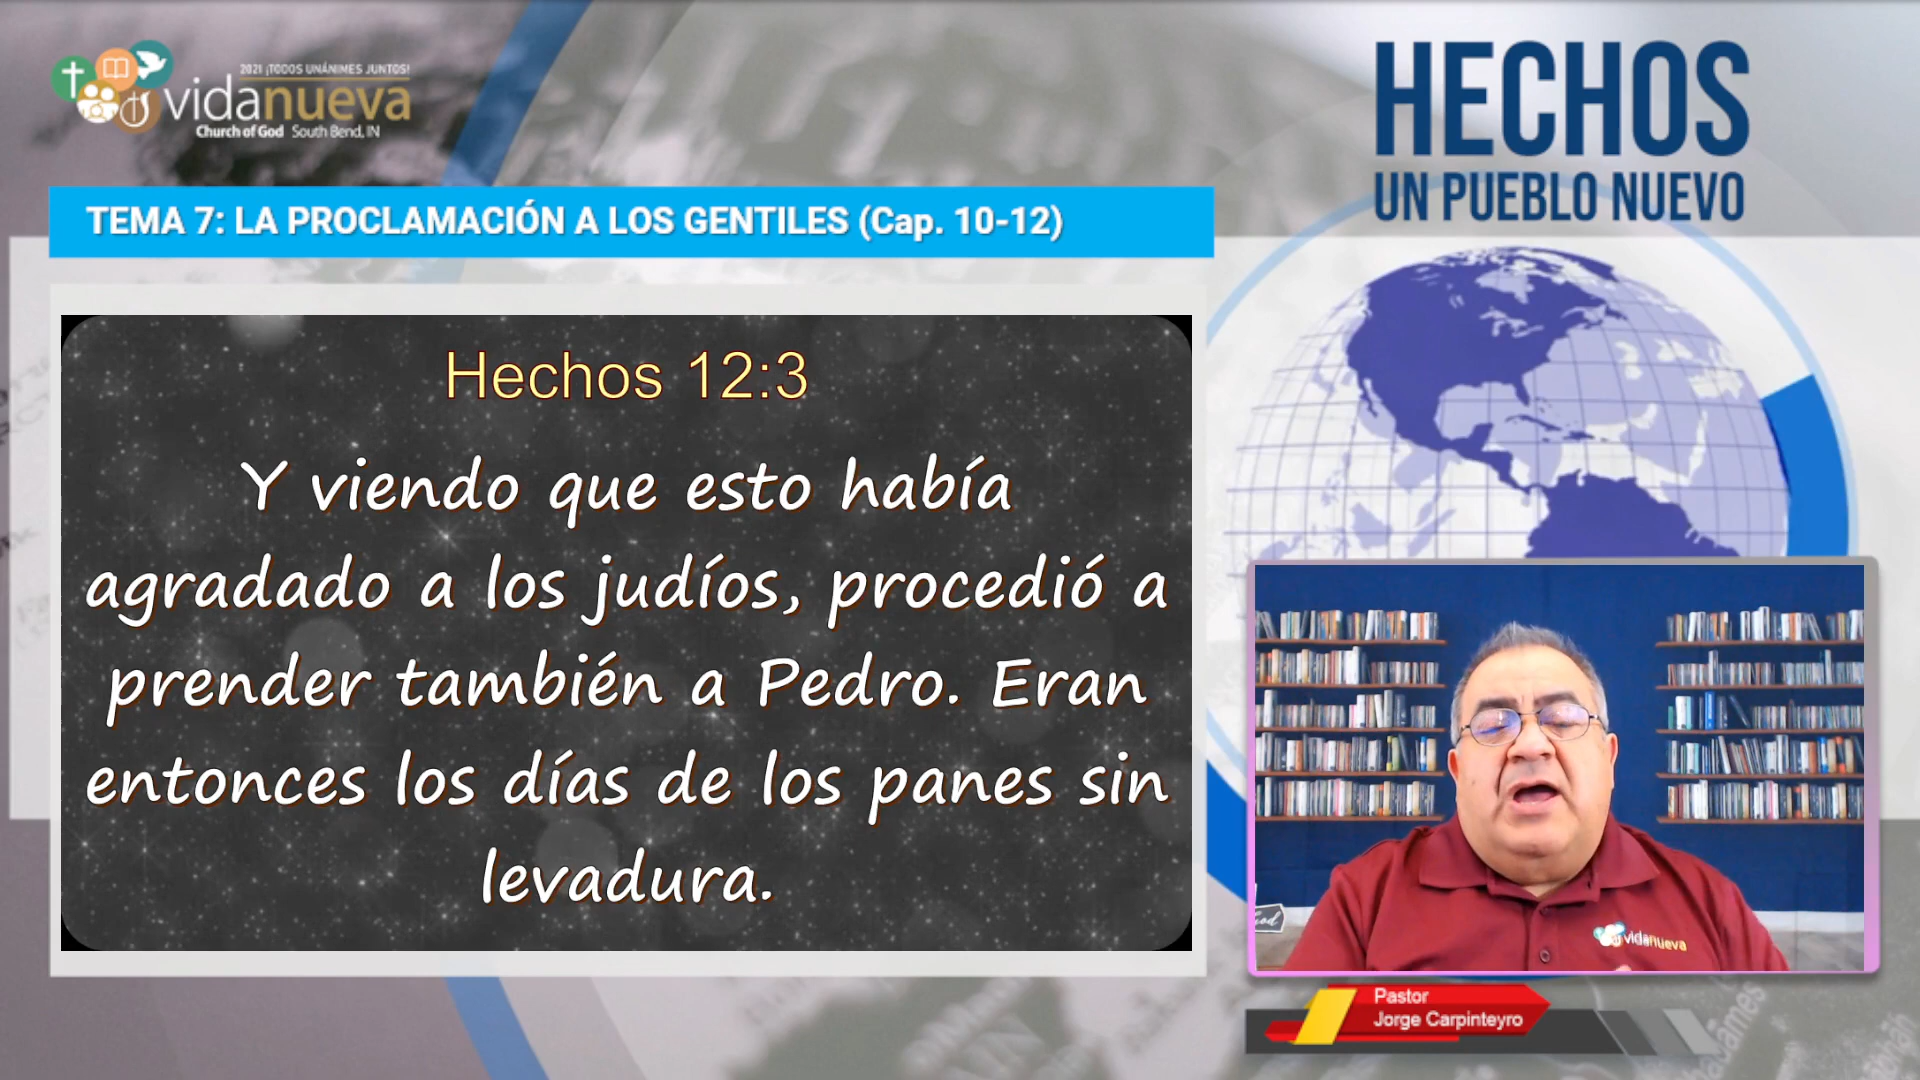 2021 ¡TODOS UNÁNIMES JUNTOS!
vidanueva
Church of God South Bend, IN
HECHOS
UN PUEBLO NUEVO
TEMA 7: LA PROCLAMACIÓN A LOS GENTILES (Cap. 10-12)
Hechos 12:3
Y viendo que esto había
agradado a los judíos, procedió a
prender también a Pedro. Eran
entonces los días de los panes sin
levadura.
vidanueva
Pastor
Jorge Carpinteyro